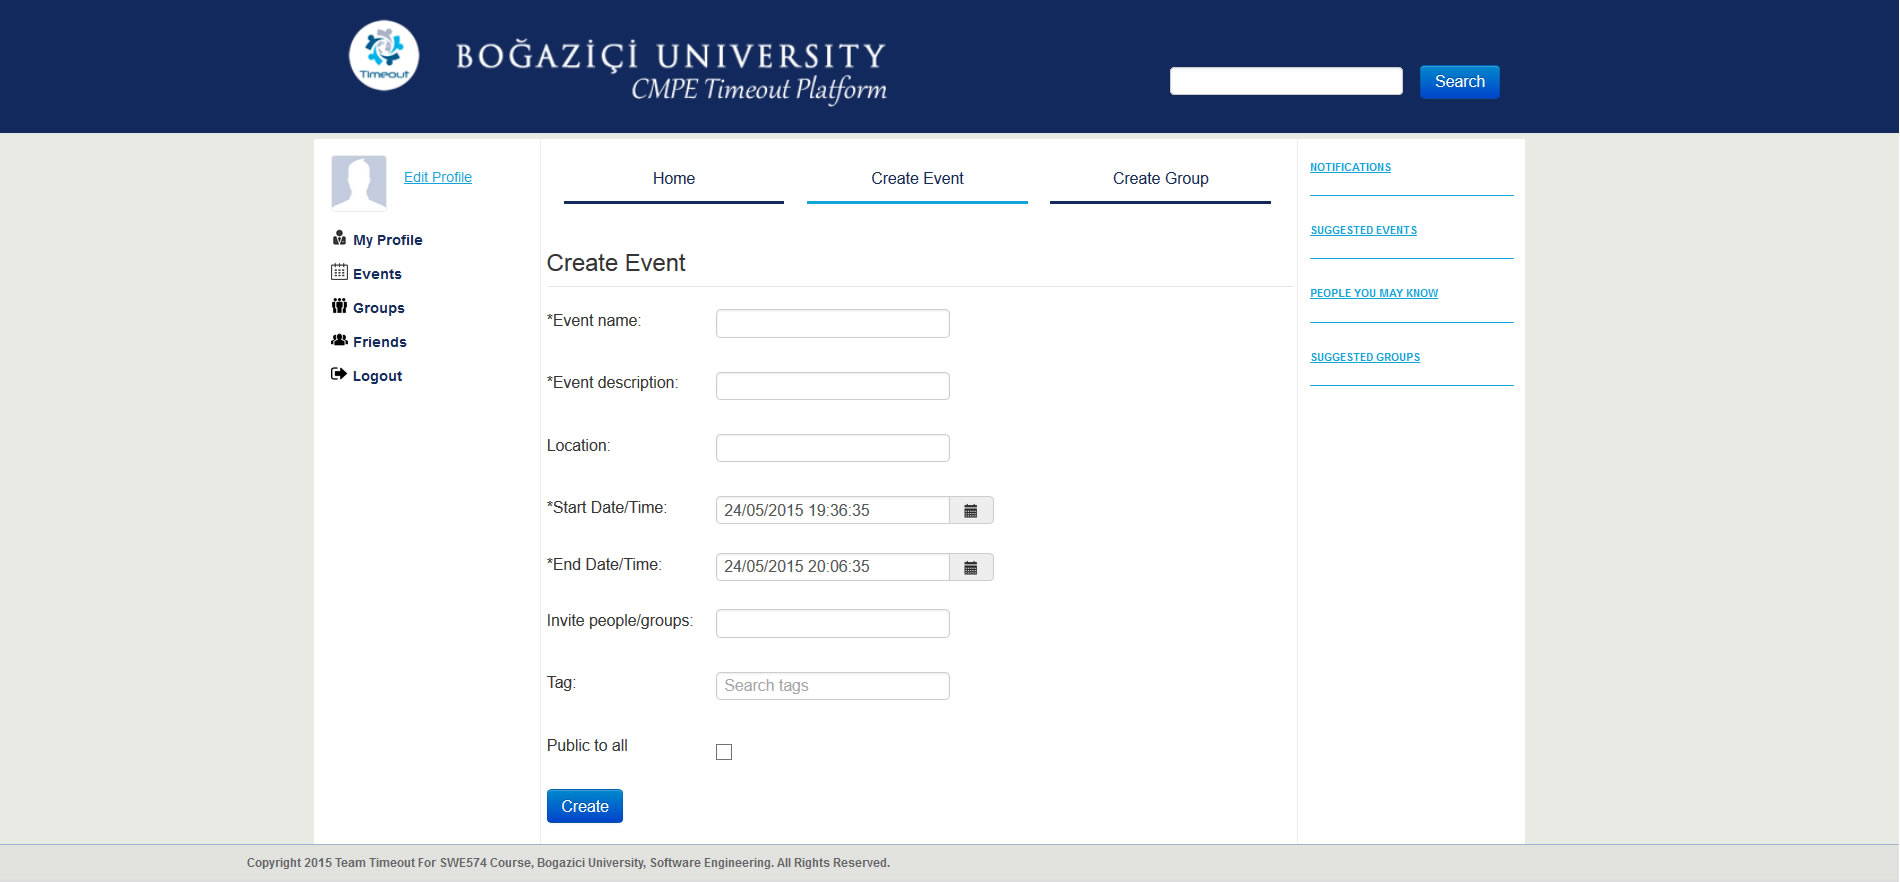 Timeout
BOĞAZİÇİ UNIVERSITY
CMPE Timeout Platform
Search
Edit Profile
My Profile
Events
Groups
Friends
Logout
Home
Create Event
Create Group
Create Event
*Event name:
*Event description:
Location:
*Start Date/Time:
24/05/2015 19:36:35
*End Date/Time:
24/05/2015 20:06:35
Invite people/groups:
Tag:
Search tags
Public to all
Create
NOTIFICATIONS
SUGGESTED EVENTS
PEOPLE YOU MAY KNOW
SUGGESTED GROUPS
Copyright 2015 Team Timeout For SWE574 Course, Bogazici University, Software Engineering. All Rights Reserved.